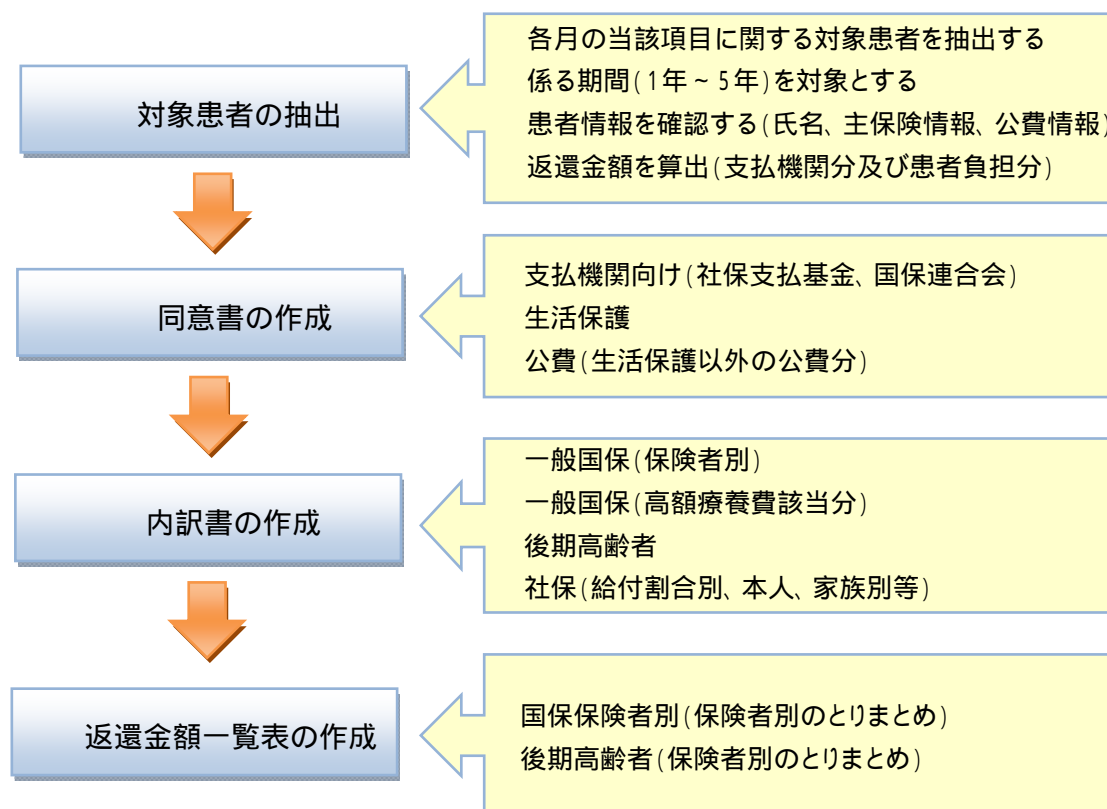 対象患者の抽出
各月の当該項目に関する対象患者を抽出する
係る期間(1年~5年)を対象とする
患者情報を確認する(氏名、主保険情報、公費情報)
返還金額を算出(支払機関分及び患者負担分)
同意書の作成
支払機関向け(社保支払基金、国保連合会)
生活保護
公費(生活保護以外の公費分)
内訳書の作成
一般国保(保険者別)
一般国保(高額療養費該当分)
後期高齢者
社保(給付割合別、本人、家族別等)
返還金額一覧表の作成
国保保険者別(保険者別のとりまとめ)
後期高齢者(保険者別のとりまとめ)